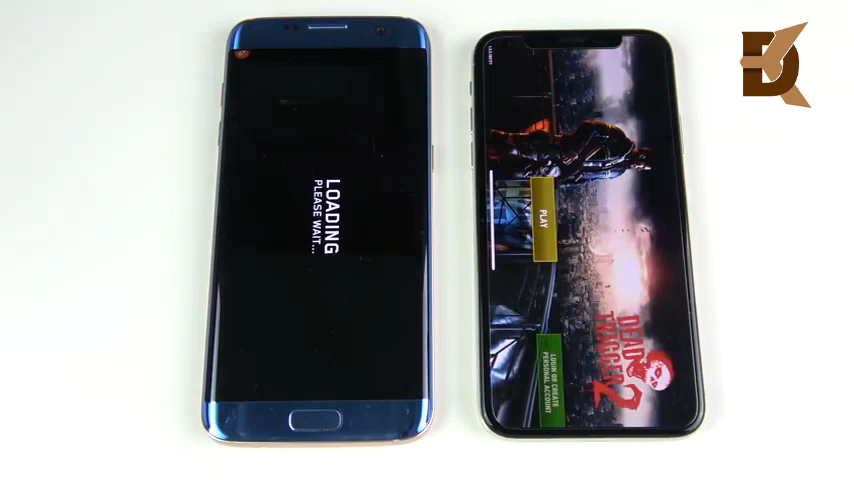 LOADING
PLEASE WAIT...
PLAY
DEAD
TRIGGER
2
LOGIN OR CREATE
PERSONAL ACCOUNT